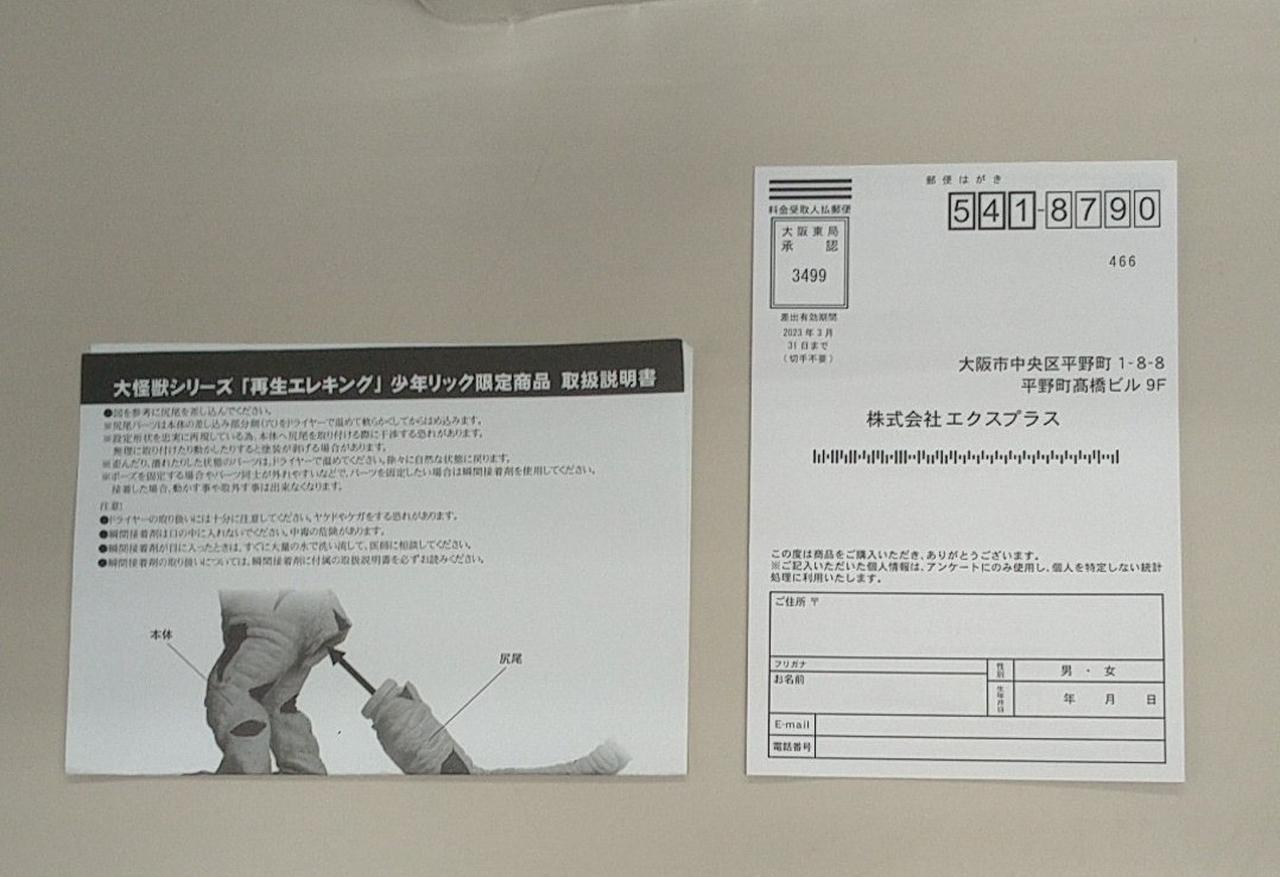 大怪獣シリーズ「再生エレキング」少年リック限定商品 取扱説明書
●図を参考に尻尾を差し込んでください。
※尻尾パーツは本体の差し込み部分側(穴)をドライヤーで温めて軟らかくしてからはめ込みます。
※設定形状を忠実に再現している為、本体へ尻尾を取り付ける際に干渉する恐れがあります。
無理に取り付けたり動かしたりすると塗装が剥げる場合があります。
※歪んだり、潰れたりした状態のパーツは、ドライヤーで温めてください。徐々に自然な状態に戻ります。
※ポーズを固定する場合やパーツ同士が外れやすいなどで、パーツを固定したい場合は瞬間接着剤を使用してください。
接着した場合、動かす事や取外す事は出来なくなります。
注意!
●ドライヤーの取り扱いには十分に注意してください。ヤケドやケガをする恐れがあります。
●瞬間接着剤は口の中に入れないでください。中毒の危険があります。
●瞬間接着剤が目に入ったときは、すぐに大量の水で洗い流して、医師に相談してください。
●瞬間接着剤の取り扱いについては、瞬間接着剤に付属の取扱説明書を必ずお読みください。
本体
尻尾
郵便はがき
料金受取人払郵便
541-8790
大阪東局
承認
3499
466
差出有効期間
2023年3月
31日まで
(切手不要)
大阪市中央区平野町 1-8-8
平野町髙橋ビル 9F
株式会社エクスプラス
この度は商品をご購入いただき、ありがとうございます。
※ご記入いただいた個人情報は、アンケートにのみ使用し、個人を特定しない統計
処理に利用いたします。
ご住所 〒
フリガナ
お名前
性別
男 ・ 女
生年月日
年 月 日
E-mail
電話番号